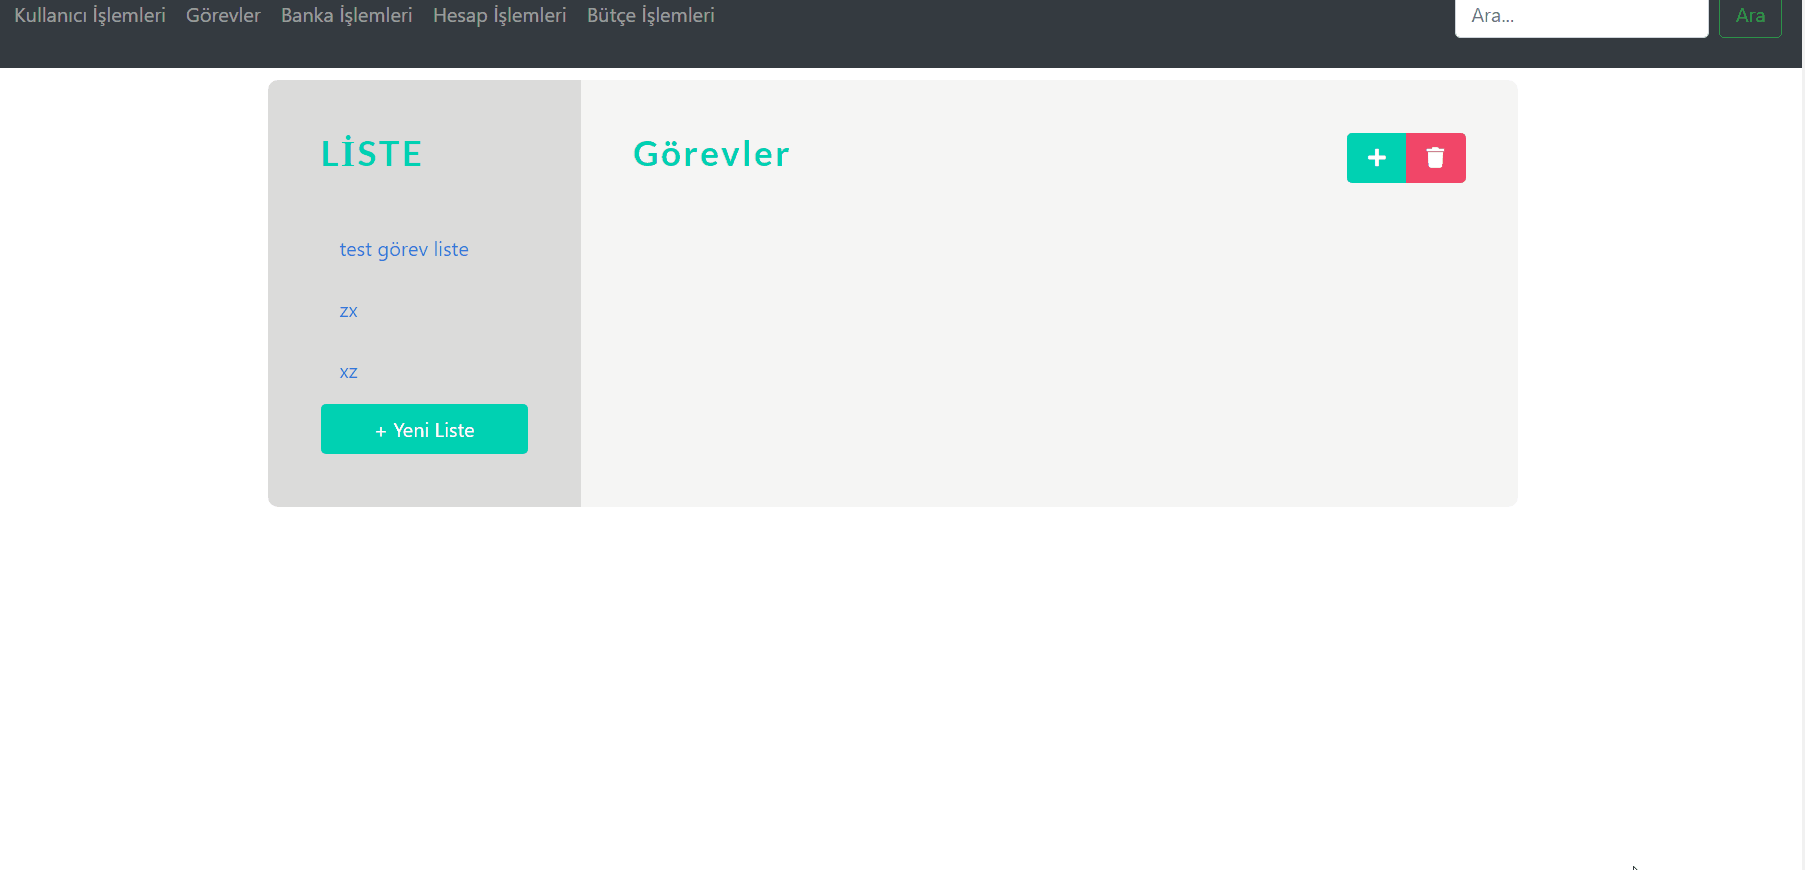 Kullanıcı İşlemleri Görevler Banka İşlemleri Hesap İşlemleri Bütçe İşlemleri Ara... Ara
LİSTE
test görev liste
zx
xz
+ Yeni Liste
Görevler